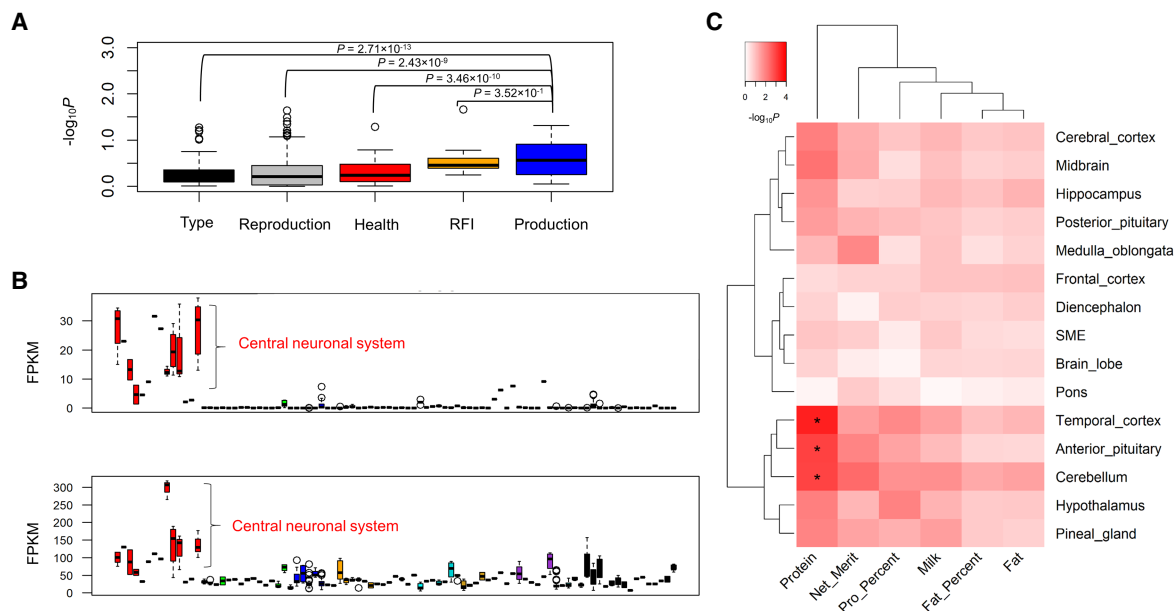 A
3.0
2.0
1.0
0.0
-log10P
P = 2.71×10-13
P = 2.43×10-9
P = 3.46×10-10
P = 3.52×10-1
Type Reproduction Health RFI Production
B
30
20
10
0
FPKM
Central neuronal system
300
250
200
150
100
50
0
FPKM
Central neuronal system
C
0 2 4
-log10P
Cerebral_cortex
Midbrain
Hippocampus
Posterior_pituitary
Medulla_oblongata
Frontal_cortex
Diencephalon
SME
Brain_lobe
Pons
* Temporal_cortex
* Anterior_pituitary
* Cerebellum
Hypothalamus
Pineal_gland
Protein
Net_Merit
Pro_Percent
Milk
Fat_Percent
Fat